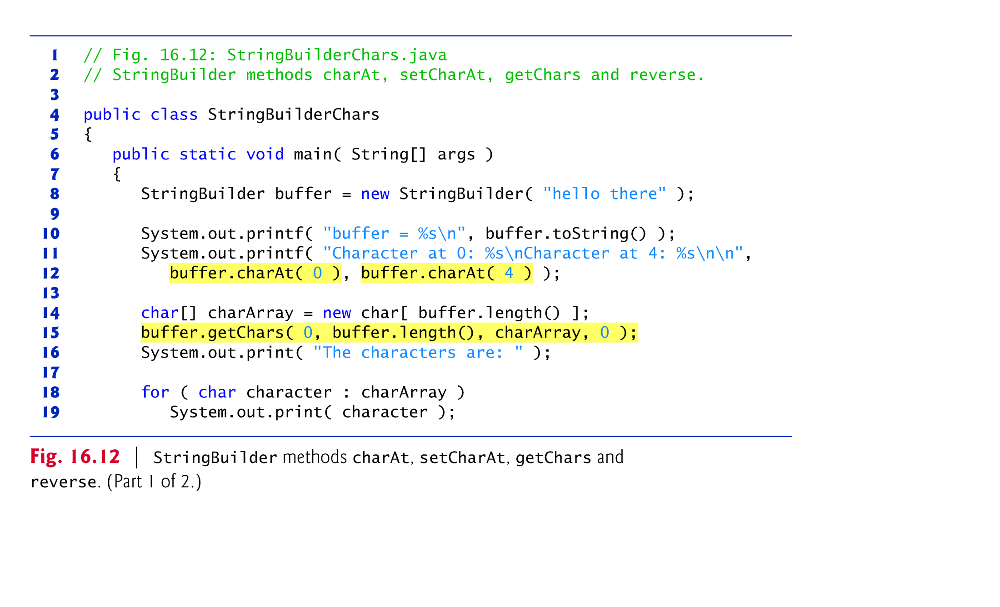 1 // Fig. 16.12: StringBuilderChars.java
2 // StringBuilder methods charAt, setCharAt, getChars and reverse.
3
4 public class StringBuilderChars
5 {
6    public static void main( String[] args )
7    {
8       StringBuilder buffer = new StringBuilder( "hello there" );
9
10       System.out.printf( "buffer = %s\n", buffer.toString() );
11       System.out.printf( "Character at 0: %s\nCharacter at 4: %s\n\n",
12          buffer.charAt( 0 ), buffer.charAt( 4 ) );
13
14       char[] charArray = new char[ buffer.length() ];
15       buffer.getChars( 0, buffer.length(), charArray, 0 );
16       System.out.print( "The characters are: " );
17
18       for ( char character : charArray )
19          System.out.print( character );
Fig. 16.12 | StringBuilder methods charAt, setCharAt, getChars and
reverse. (Part 1 of 2.)